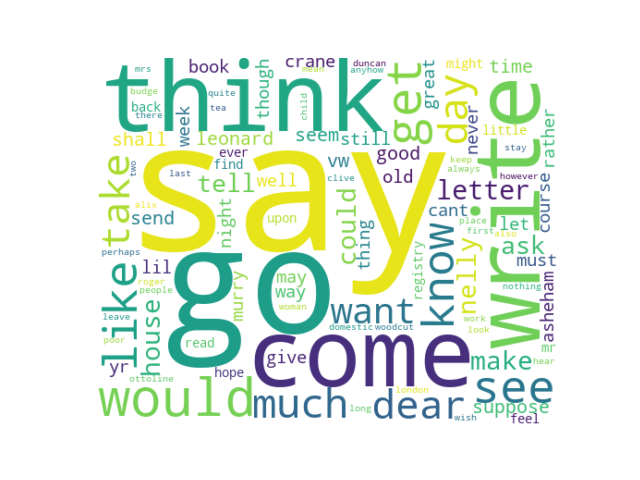 mrs
budge
there
quite
tea
book
back
week
ever
find
crane
mean
child
though
duncan
anyhow
clive
seem
still
get
great
might
day
never
keep
always
little
time
rather
stay
however
think
shall
leonard
tell
well
take
two
last
alix
send
say
vw
good
old
letter
write
course
perhaps
night
upon
could
thing
cant
let
place
first
also
ask
nothing
must
asheham
like
lil
roger
people
house
murry
go
may
way
woman
want
registry
know
nelly
work
look
mr
hear
leave
poor
yr
read
hope
domestic
woodcut
give
come
make
see
ottoline
would
much
long
london
dear
wish
suppose
feel